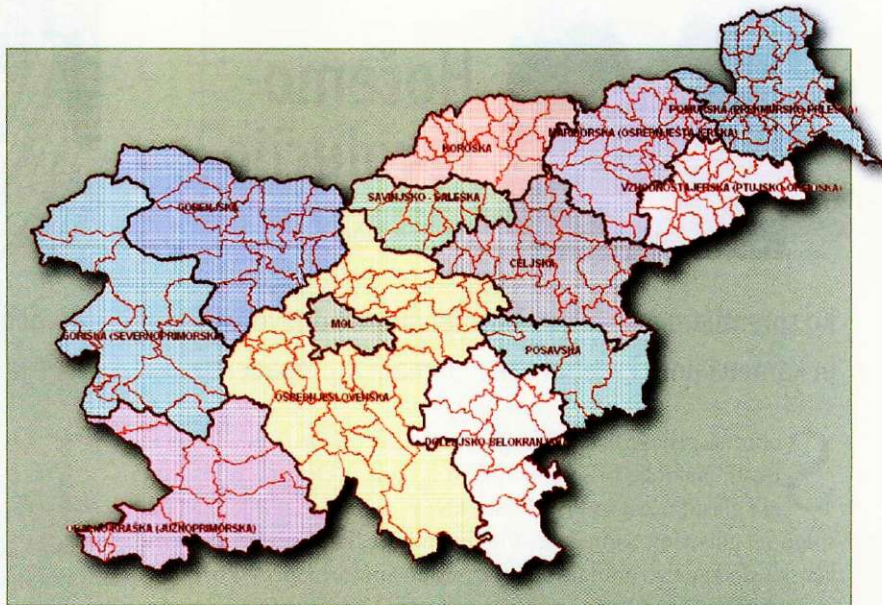 POMURSKA (PREKMURSKO-PRLEŠKA)
MARIBORSKA (OSREDNJEŠTAJERSKA)
KOROŠKA
VZHODNOŠTAJERSKA (PTUJSKO-ORMOŠKA)
SAVINJSKO - ŠALEŠKA
GORENJSKA
CELJSKA
MOL
GORIŠKA (SEVERNOPRIMORSKA)
POSAVSKA
OSREDNJESLOVENSKA
DOLENJSKO-BELOKRANJSKA
OBALNO-KRAŠKA (JUŽNOPRIMORSKA)